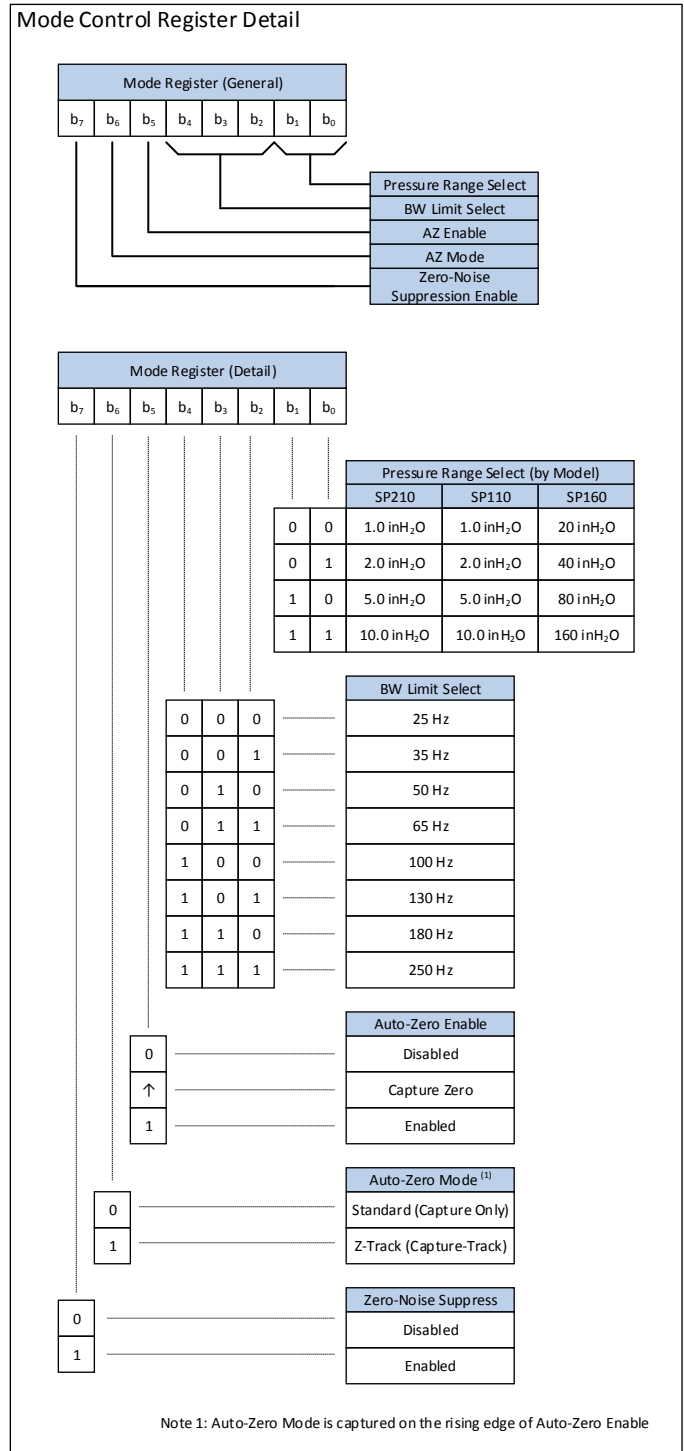 Mode Control Register Detail
Mode Register (General)
b₇ b₆ b₅ b₄ b₃ b₂ b₁ b₀
Pressure Range Select
BW Limit Select
AZ Enable
AZ Mode
Zero-Noise
Suppression Enable
Mode Register (Detail)
b₇ b₆ b₅ b₄ b₃ b₂ b₁ b₀
Pressure Range Select (by Model)
SP210 SP110 SP160
0 0 1.0 inH₂O 1.0 inH₂O 20 inH₂O
0 1 2.0 inH₂O 2.0 inH₂O 40 inH₂O
1 0 5.0 inH₂O 5.0 inH₂O 80 inH₂O
1 1 10.0 inH₂O 10.0 inH₂O 160 inH₂O
BW Limit Select
0 0 0 25 Hz
0 0 1 35 Hz
0 1 0 50 Hz
0 1 1 65 Hz
1 0 0 100 Hz
1 0 1 130 Hz
1 1 0 180 Hz
1 1 1 250 Hz
Auto-Zero Enable
0 Disabled
↑ Capture Zero
1 Enabled
Auto-Zero Mode ⁽¹⁾
0 Standard (Capture Only)
1 Z-Track (Capture-Track)
Zero-Noise Suppress
0 Disabled
1 Enabled
Note 1: Auto-Zero Mode is captured on the rising edge of Auto-Zero Enable